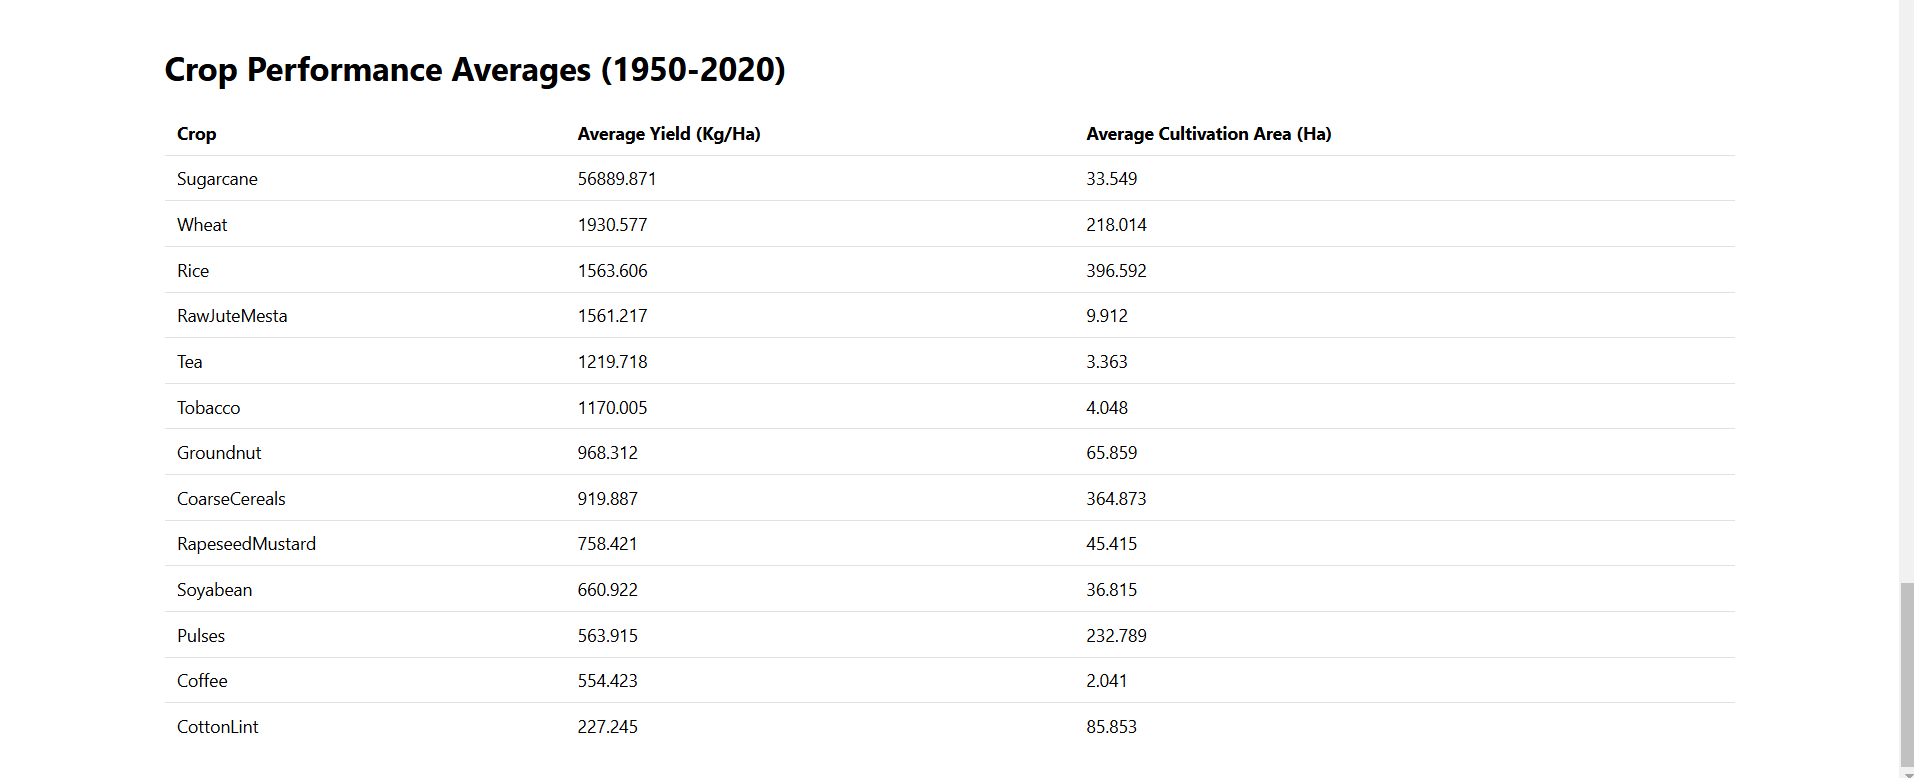 Crop Performance Averages (1950-2020)
Crop Average Yield (Kg/Ha) Average Cultivation Area (Ha)
Sugarcane 56889.871 33.549
Wheat 1930.577 218.014
Rice 1563.606 396.592
RawJuteMesta 1561.217 9.912
Tea 1219.718 3.363
Tobacco 1170.005 4.048
Groundnut 968.312 65.859
CoarseCereals 919.887 364.873
RapeseedMustard 758.421 45.415
Soyabean 660.922 36.815
Pulses 563.915 232.789
Coffee 554.423 2.041
CottonLint 227.245 85.853